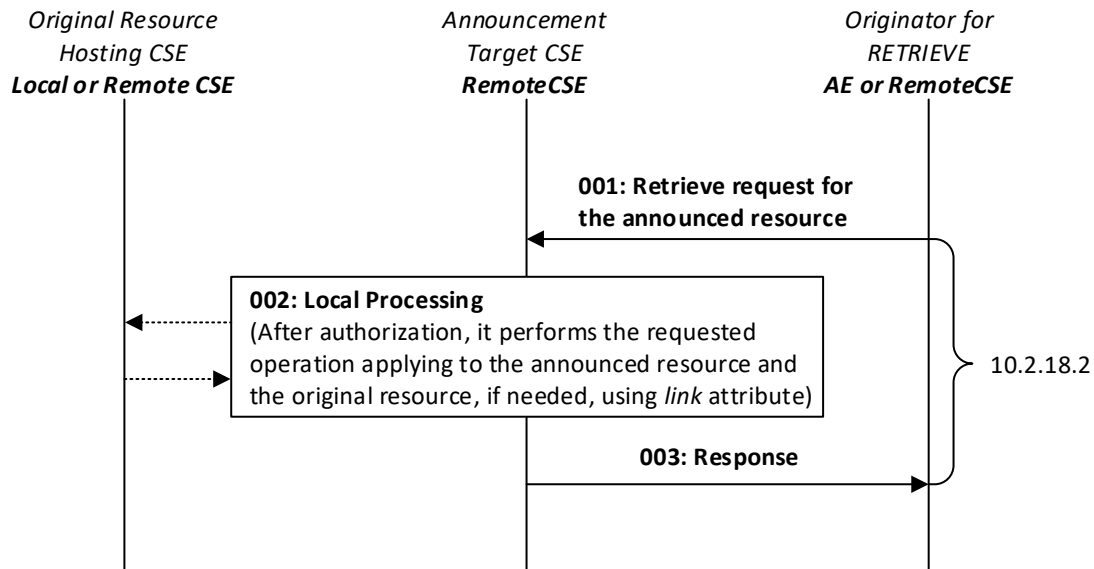 Original Resource
Hosting CSE
Local or Remote CSE
Announcement
Target CSE
RemoteCSE
Originator for
RETRIEVE
AE or RemoteCSE
001: Retrieve request for
the announced resource
002: Local Processing
(After authorization, it performs the requested
operation applying to the announced resource and
the original resource, if needed, using link attribute)
10.2.18.2
003: Response